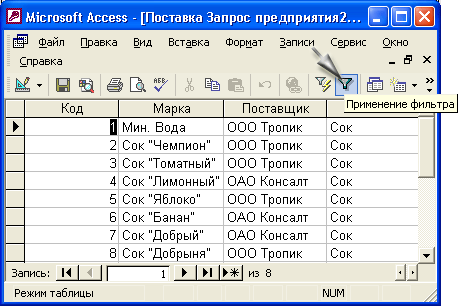 Microsoft Access - [Поставка Запрос предприятия2...
Файл Правка Вид Вставка Формат Записи Сервис Окно
Справка
ABC
Применение фильтра
Код Марка Поставщик
1 Мин. Вода ООО Тропик Сок
2 Сок "Чемпион" ООО Тропик Сок
3 Сок "Томатный" ООО Тропик Сок
4 Сок "Лимонный" ОАО Консалт Сок
5 Сок "Яблоко" ООО Тропик Сок
6 Сок "Банан" ОАО Консалт Сок
7 Сок "Добрый" ОАО Консалт Сок
8 Сок "Добрыня" ООО Тропик Сок
Запись: 1 из 8
Режим таблицы NUM